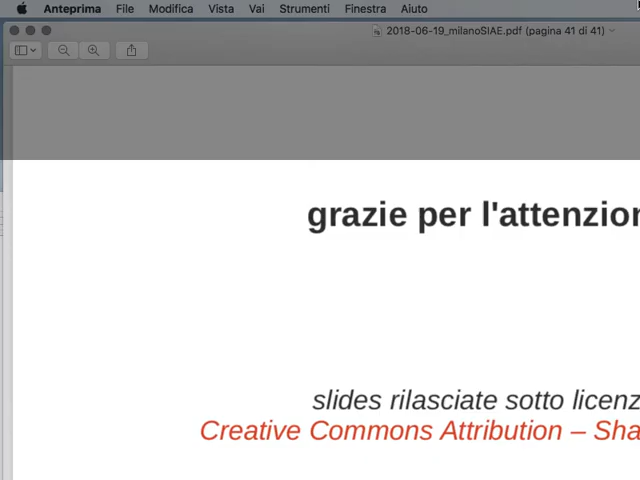 Anteprima File Modifica Vista Vai Strumenti Finestra Aiuto
2018-06-19_milanoSIAE.pdf (pagina 41 di 41)
grazie per l'attenzion
slides rilasciate sotto licenz
Creative Commons Attribution – Sha